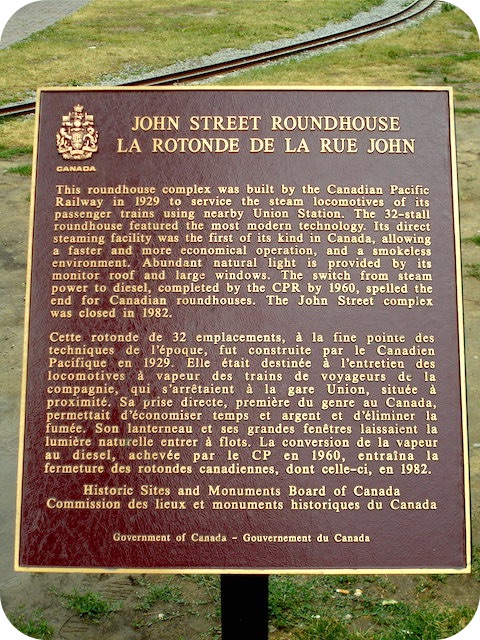 CANADA
JOHN STREET ROUNDHOUSE
LA ROTONDE DE LA RUE JOHN
This roundhouse complex was built by the Canadian Pacific
Railway in 1929 to service the steam locomotives of its
passenger trains using nearby Union Station. The 32-stall
roundhouse featured the most modern technology. Its direct
steaming facility was the first of its kind in Canada, allowing
a faster and more economical operation, and a smokeless
environment. Abundant natural light is provided by its
monitor roof and large windows. The switch from steam
power to diesel, completed by the CPR by 1960, spelled the
end for Canadian roundhouses. The John Street complex
was closed in 1982.
Cette rotonde de 32 emplacements, à la fine pointe des
techniques de l'époque, fut construite par le Canadien
Pacifique en 1929. Elle était destinée à l'entretien des
locomotives à vapeur des trains de voyageurs de la
compagnie, qui s'arrêtaient à la gare Union, située à
proximité. Sa prise directe, première du genre au Canada,
permettait d'économiser temps et argent et d'éliminer la
fumée. Son lanterneau et ses grandes fenêtres laissaient la
lumière naturelle entrer à flots. La conversion de la vapeur
au diesel, achevée par le CP en 1960, entraîna la
fermeture des rotondes canadiennes, dont celle-ci, en 1982.
Historic Sites and Monuments Board of Canada
Commission des lieux et monuments historiques du Canada
Government of Canada - Gouvernement du Canada